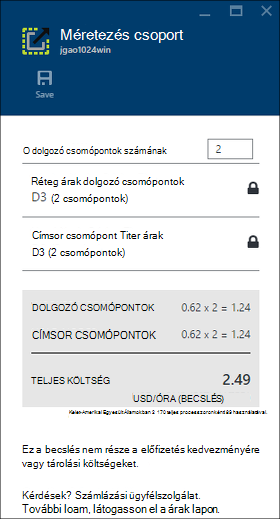 Méretezés csoport
jgao1024win
Save
O dolgozó csomópontok számának 2
Réteg árak dolgozó csomópontok
D3 (2 csomópontok)
Címsor csomópont Titer árak
D3 (2 csomópontok)
DOLGOZÓ CSOMÓPONTOK 0.62 x 2 = 1.24
CÍMSOR CSOMÓPONTOK 0.62 x 2 = 1.24
TELJES KÖLTSÉG 2.49
USD/ÓRA (BECSLÉS)
Kelet-Amerikai Egyesült Államokban 170 teljes processzoronként 88 használatával.
Ez a becslés nem része a előfizetés kedvezményére
vagy tárolási költségeket.
Kérdések? Számlázási ügyfélszolgálat.
További loam, látogasson el a árak lapon.